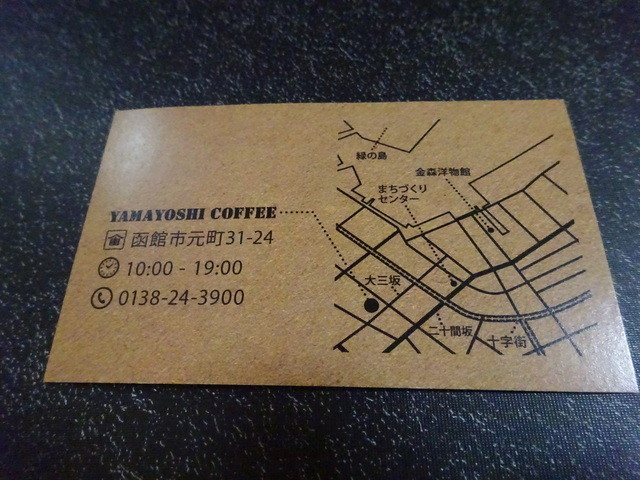 YAMAYOSHI COFFEE
函館市元町31-24
10:00 - 19:00
0138-24-3900
緑の島
金森洋物館
まちづくり
センター
大三坂
二十間坂
十字街